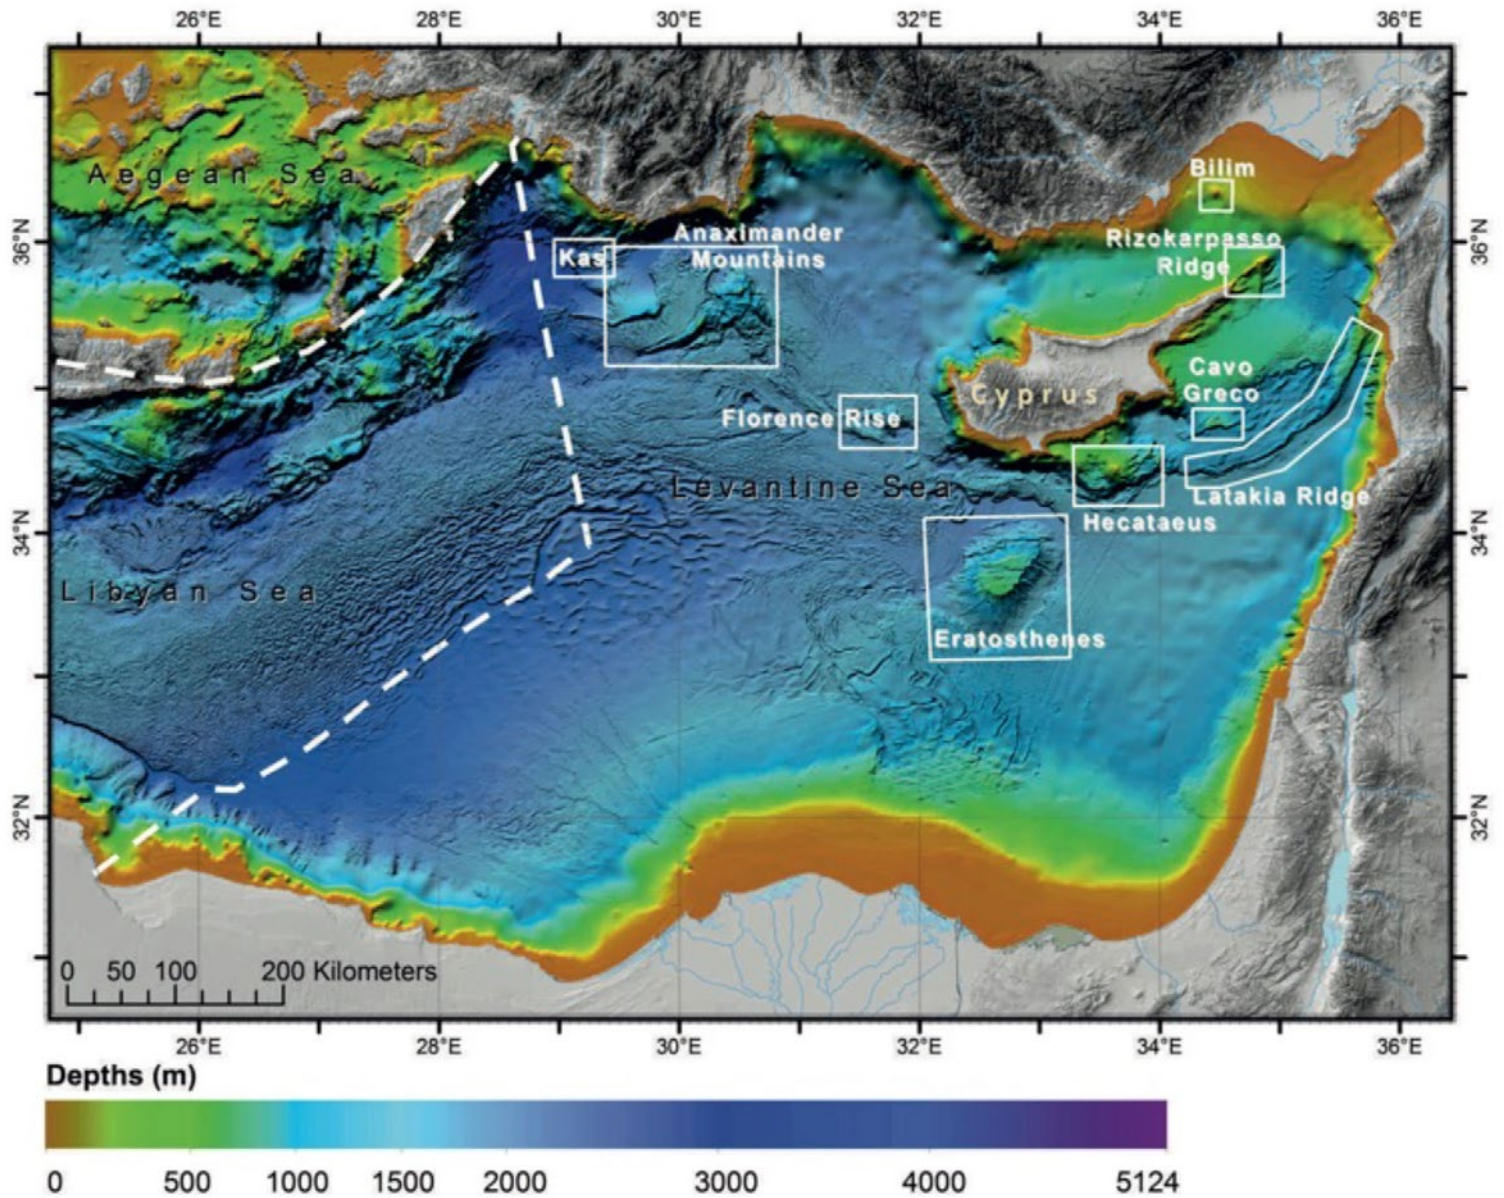 26°E 28°E 30°E 32°E 34°E 36°E
Bilim
Aegean Sea
36°N
Anaximander
Mountains
Kas
Rizokarpasso
Ridge
36°N
Cavo
Greco
Cyprus
Florence Rise
Levantine Sea
Latakia Ridge
Hecataeus
34°N
34°N
Libyan Sea
Eratosthenes
32°N
32°N
0 50 100 200 Kilometers
26°E 28°E 30°E 32°E 34°E 36°E
Depths (m)
0 500 1000 1500 2000 3000 4000 5124